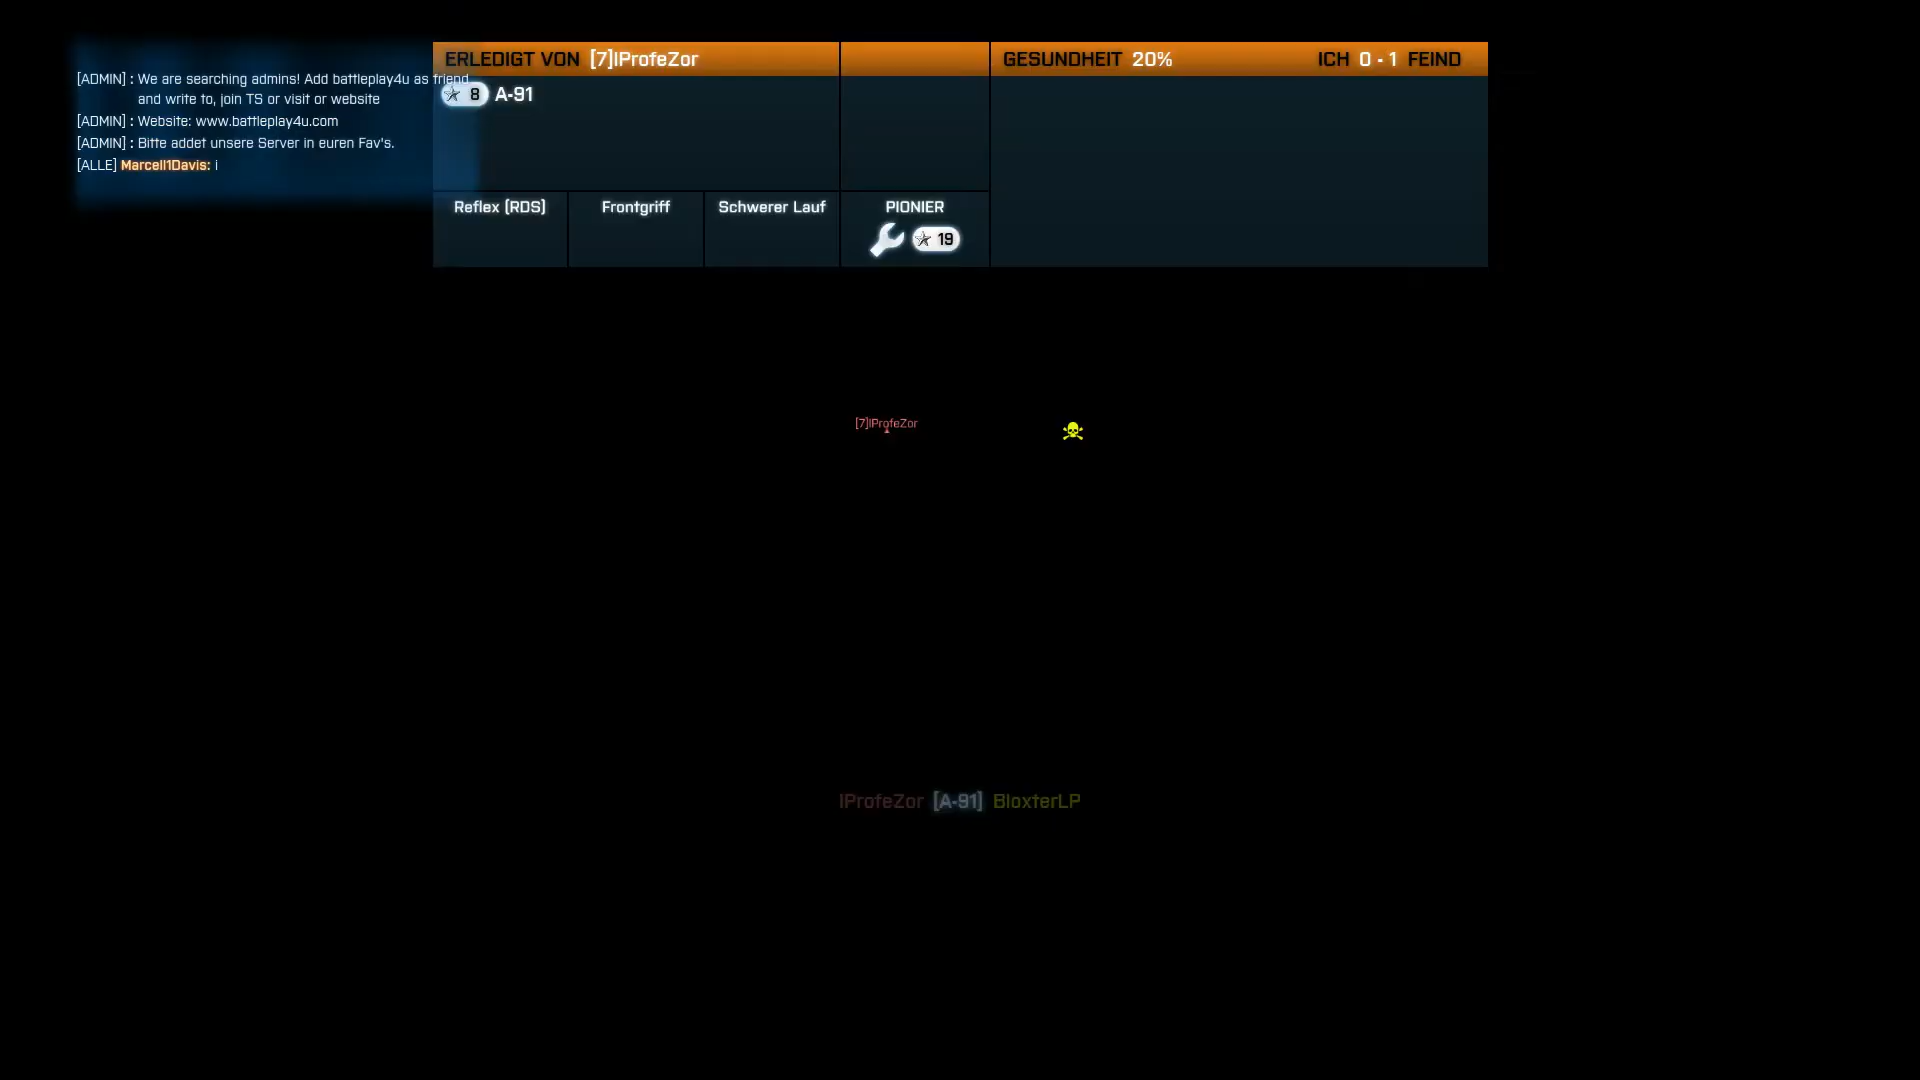 [ADMIN] : We are searching admins! Add battleplay4u as friend
and write to, join TS or visit or website
[ADMIN] : Website: www.battleplay4u.com
[ADMIN] : Bitte addet unsere Server in euren Fav's.
[ALLE] Marcell1Davis: i
ERLEDIGT VON [7]IProfeZor
GESUNDHEIT 20% ICH 0 - 1 FEIND
8 A-91
Reflex (RDS) Frontgriff Schwerer Lauf PIONIER
19
[7]IProfeZor
IProfeZor [A-91] BloxterLP